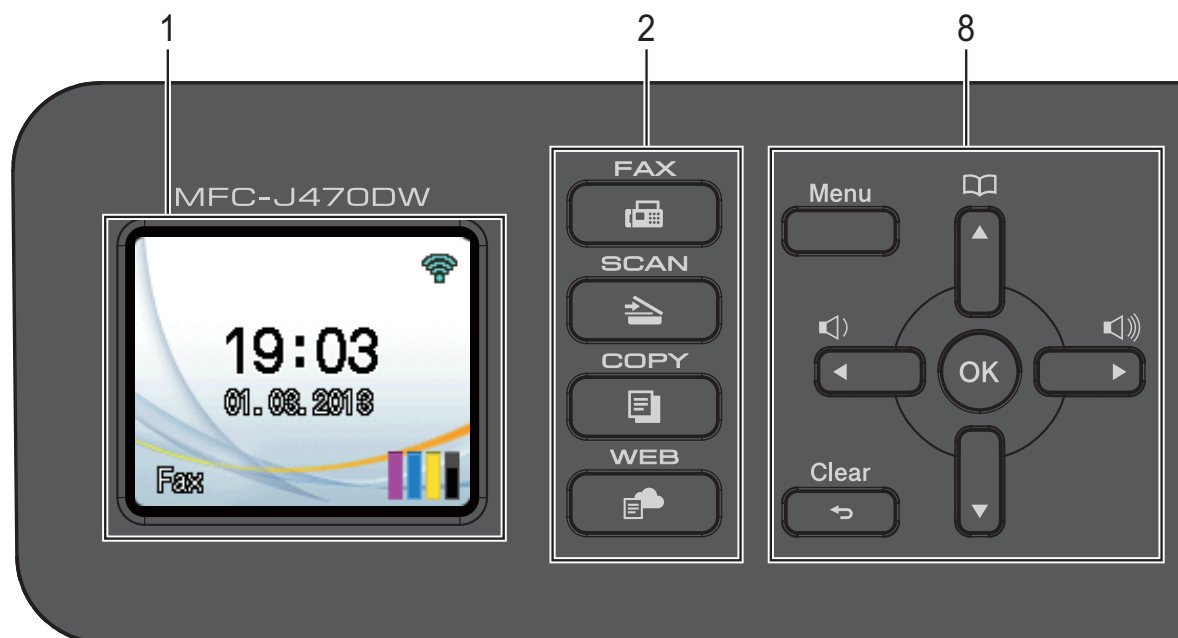 1
2
8
MFC-J470DW
19:03
01.03.2013
Fax
FAX
SCAN
COPY
WEB
Menu
OK
Clear